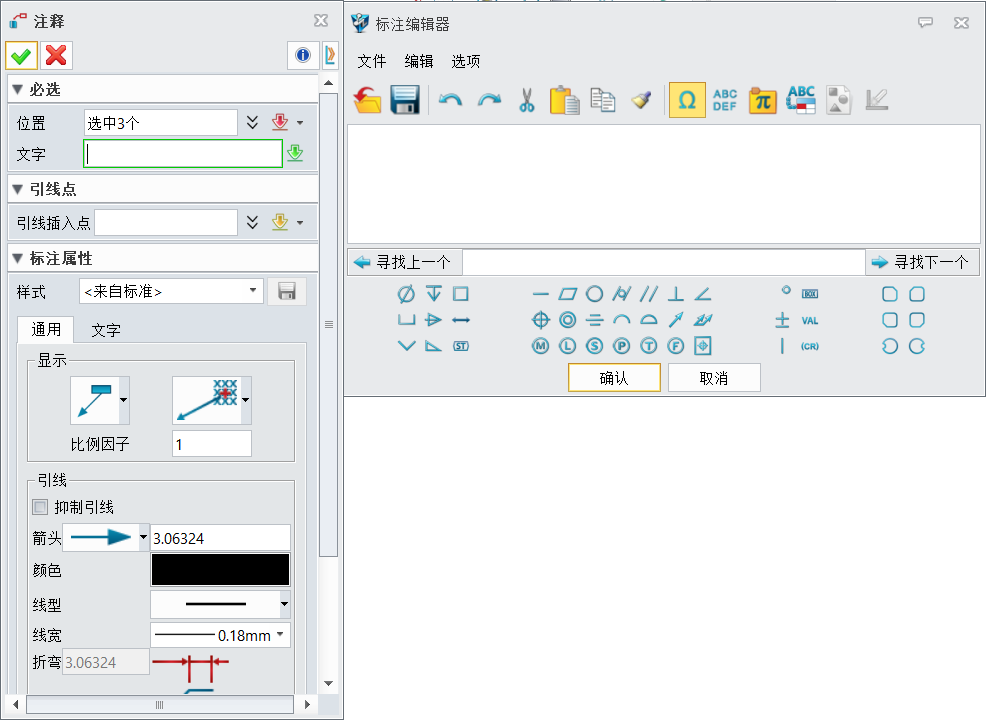 注释
必选
位置 选中3个
文字
引线点
引线插入点
标注属性
样式 <来自标准>
通用 文字
显示
XXX
XXX
XXX
比例因子 1
引线
抑制引线
箭头 3.06324
颜色
线型
线宽 0.18mm
折弯 3.06324
标注编辑器
文件 编辑 选项
Ω ABC DEF π ABC
寻找上一个 寻找下一个
BOX
VAL
ST
M L S P T F (CR)
确认 取消